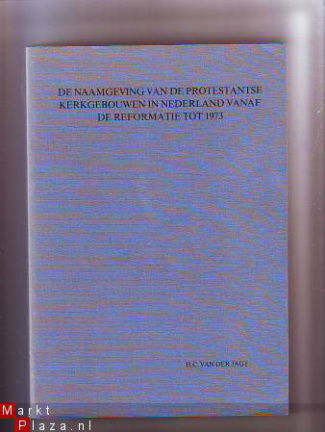 DE NAAMGEVING VAN DE PROTESTANTSE
KERKGEBOUWEN IN NEDERLAND VANAF
DE REFORMATIE TOT 1973
H.C. VAN DER JAGT
Markt
Plaza.nl